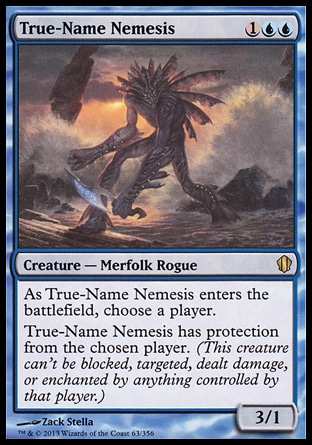 True-Name Nemesis 1
Creature — Merfolk Rogue
As True-Name Nemesis enters the
battlefield, choose a player.
True-Name Nemesis has protection
from the chosen player. (This creature
can't be blocked, targeted, dealt damage,
or enchanted by anything controlled by
that player.)
3/1
Zack Stella
™ & © 2013 Wizards of the Coast 63/356